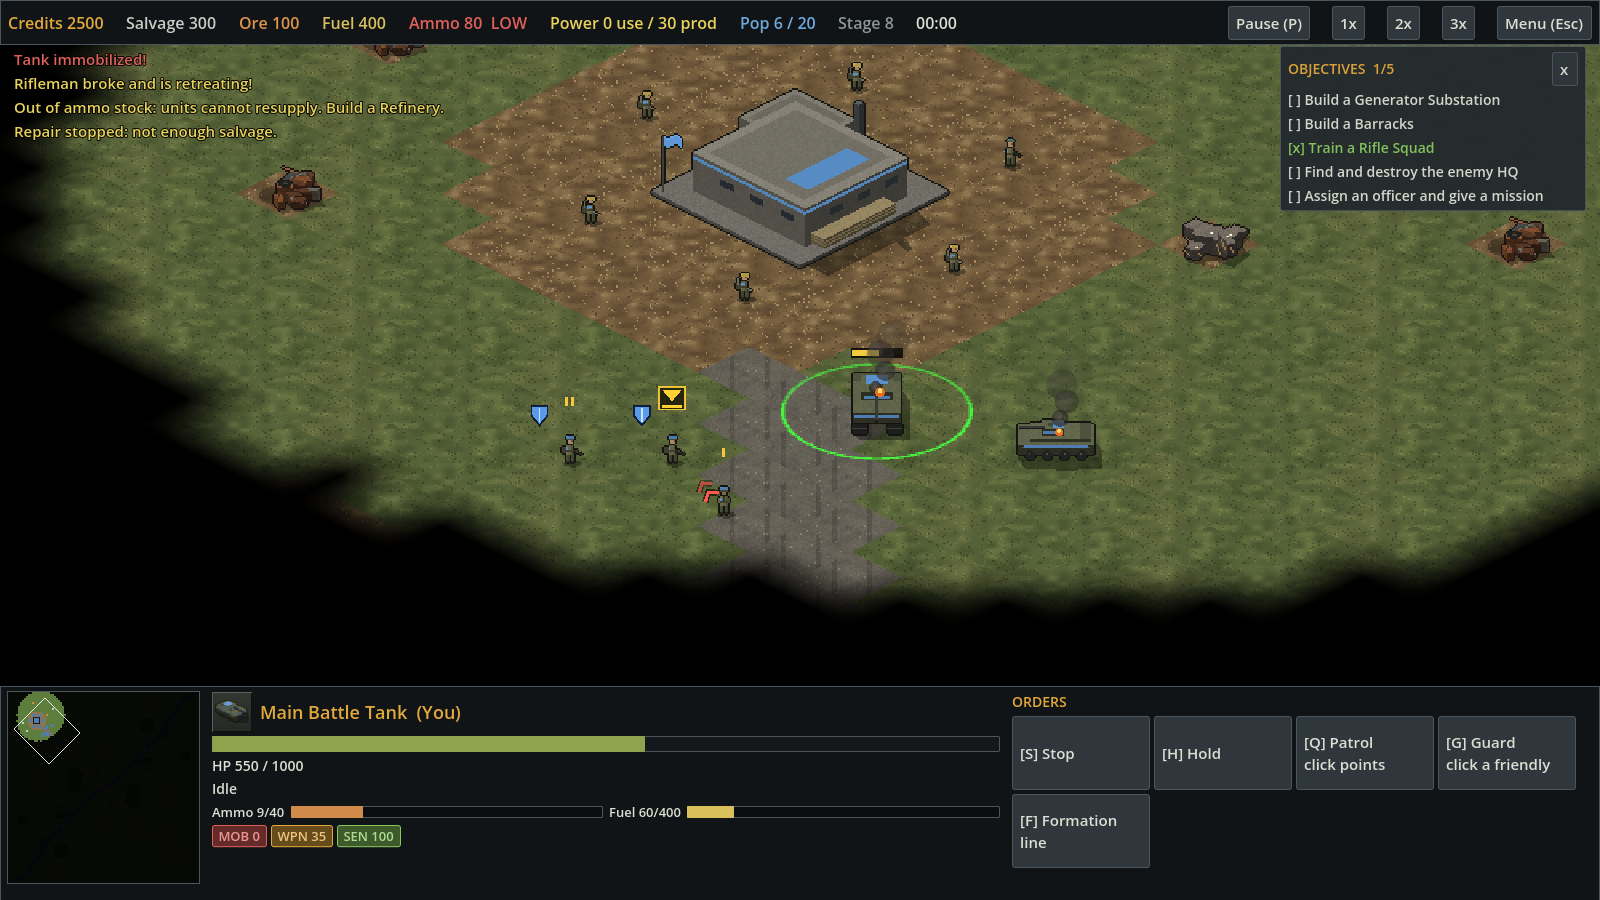 Credits 2500 Salvage 300 Ore 100 Fuel 400 Ammo 80 LOW Power 0 use / 30 prod Pop 6 / 20 Stage 8 00:00 Pause (P) 1x 2x 3x Menu (Esc)
Tank immobilized!
Rifleman broke and is retreating!
Out of ammo stock: units cannot resupply. Build a Refinery.
Repair stopped: not enough salvage.
OBJECTIVES 1/5 x
[ ] Build a Generator Substation
[ ] Build a Barracks
[x] Train a Rifle Squad
[ ] Find and destroy the enemy HQ
[ ] Assign an officer and give a mission
Main Battle Tank (You)
HP 550 / 1000
Idle
Ammo 9/40 Fuel 60/400
MOB 0 WPN 35 SEN 100
ORDERS
[S] Stop
[H] Hold
[Q] Patrol
click points
[G] Guard
click a friendly
[F] Formation
line